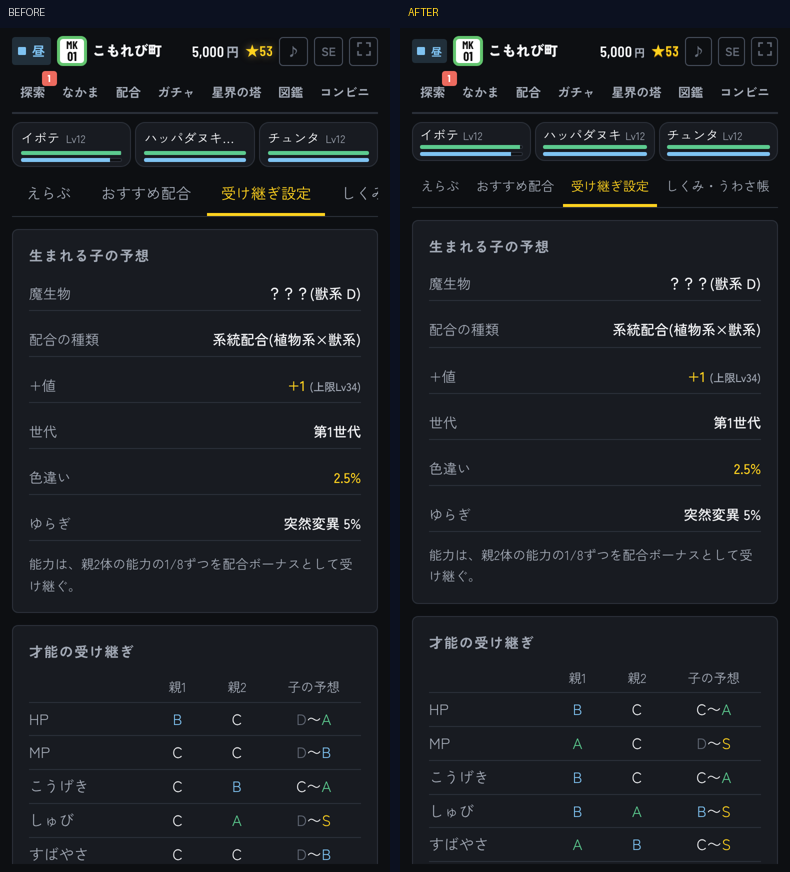 BEFORE
昼 MK 01 こもれび町 5,000 円 ★53 ♪ SE
1
探索 なかま 配合 ガチャ 星界の塔 図鑑 コンビニ
イボテ Lv12 ハッパダヌキ… チュンタ Lv12
えらぶ おすすめ配合 受け継ぎ設定 しくみ
生まれる子の予想
魔生物 ？？？(獣系 D)
配合の種類 系統配合(植物系×獣系)
＋値 +1 (上限Lv34)
世代 第1世代
色違い 2.5%
ゆらぎ 突然変異 5%
能力は、親2体の能力の1/8ずつを配合ボーナスとして受
け継ぐ。
才能の受け継ぎ
親1 親2 子の予想
HP B C D〜A
MP C C D〜B
こうげき C B C〜A
しゅび C A D〜S
すばやさ C C D〜B
AFTER
昼 MK 01 こもれび町 5,000 円 ★53 ♪ SE
1
探索 なかま 配合 ガチャ 星界の塔 図鑑 コンビニ
イボテ Lv12 ハッパダヌキ Lv12 チュンタ Lv12
えらぶ おすすめ配合 受け継ぎ設定 しくみ・うわさ帳
生まれる子の予想
魔生物 ？？？(獣系 D)
配合の種類 系統配合(植物系×獣系)
＋値 +1 (上限Lv34)
世代 第1世代
色違い 2.5%
ゆらぎ 突然変異 5%
能力は、親2体の能力の1/8ずつを配合ボーナスとして受
け継ぐ。
才能の受け継ぎ
親1 親2 子の予想
HP B C C〜A
MP A C D〜S
こうげき B C C〜A
しゅび B A B〜S
すばやさ A B C〜S